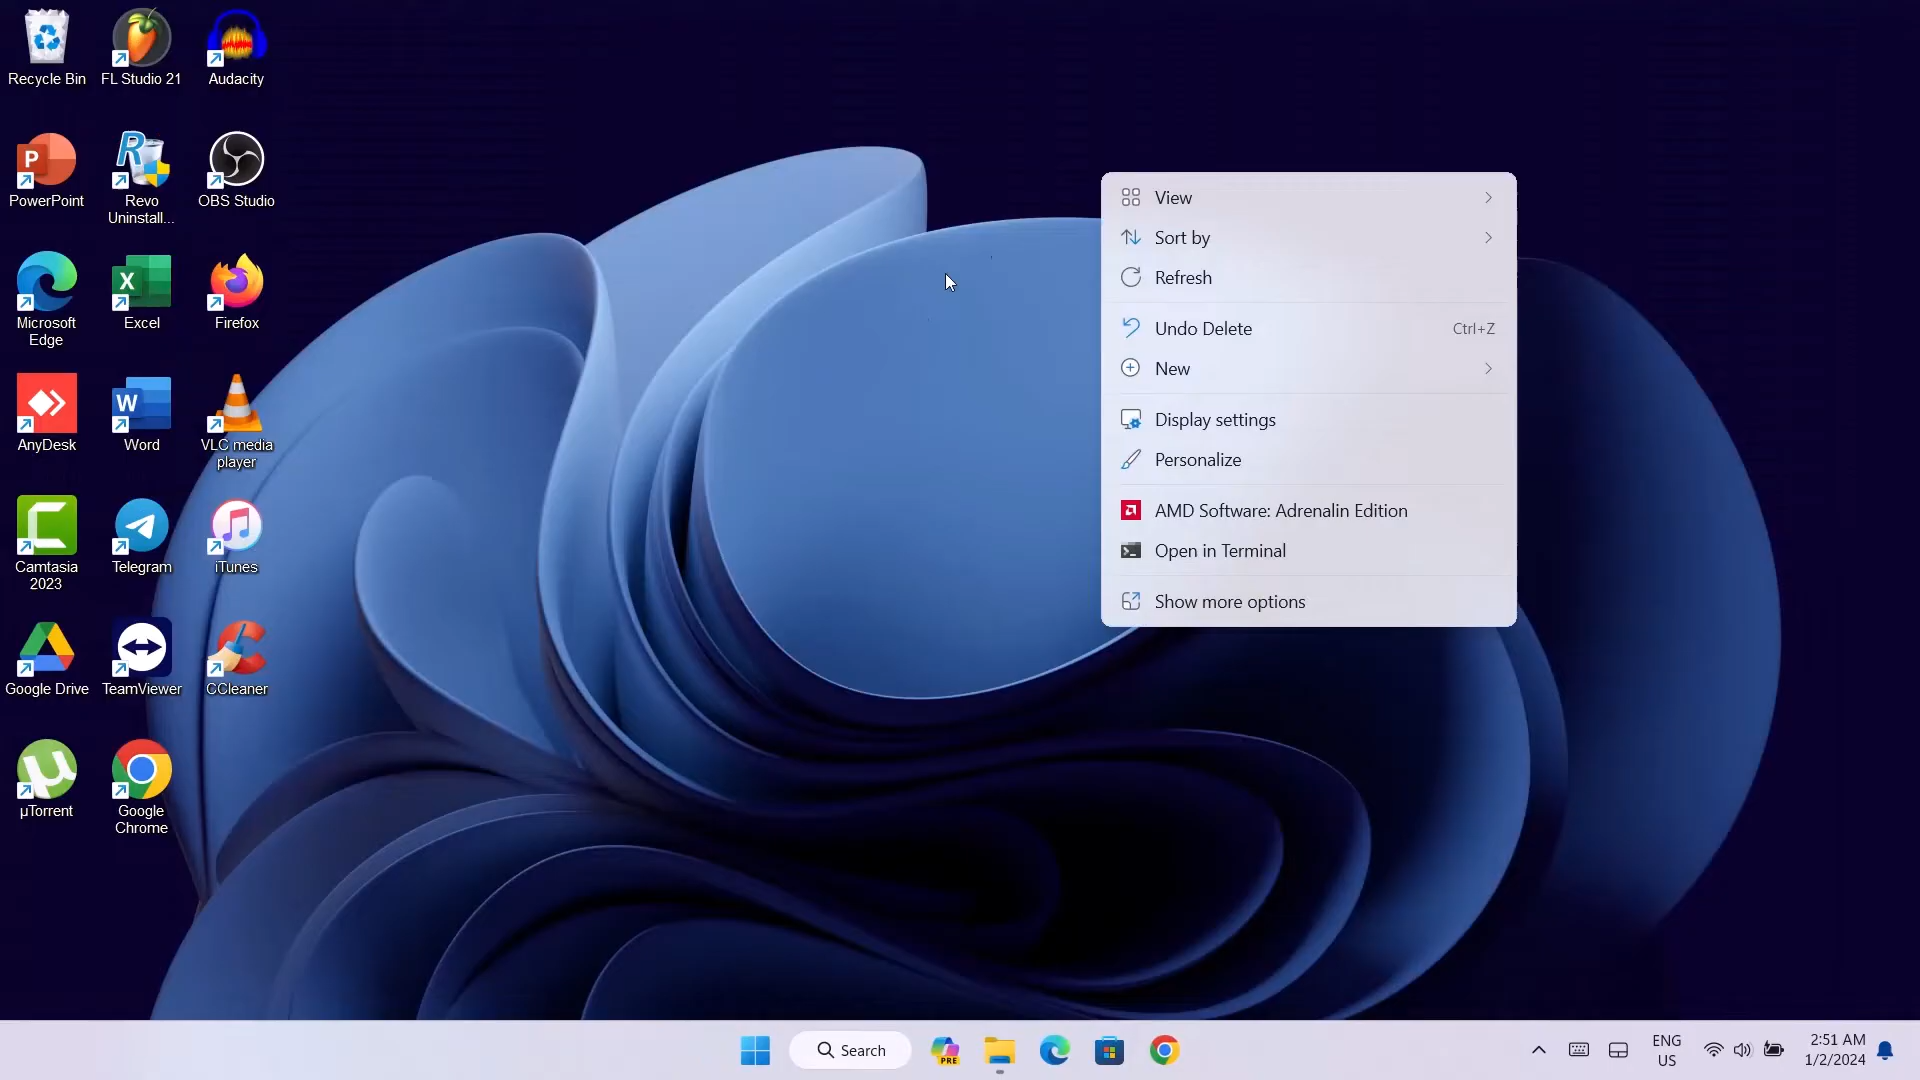 Recycle Bin
FL Studio 21
Audacity
PowerPoint
Revo
Uninstall...
OBS Studio
Microsoft
Edge
Excel
Firefox
AnyDesk
Word
VLC media
player
Camtasia
2023
Telegram
iTunes
Google Drive
TeamViewer
CCleaner
µTorrent
Google
Chrome
View
Sort by
Refresh
Undo Delete Ctrl+Z
New
Display settings
Personalize
AMD Software: Adrenalin Edition
Open in Terminal
Show more options
Search
PRE
ENG
US
2:51 AM
1/2/2024